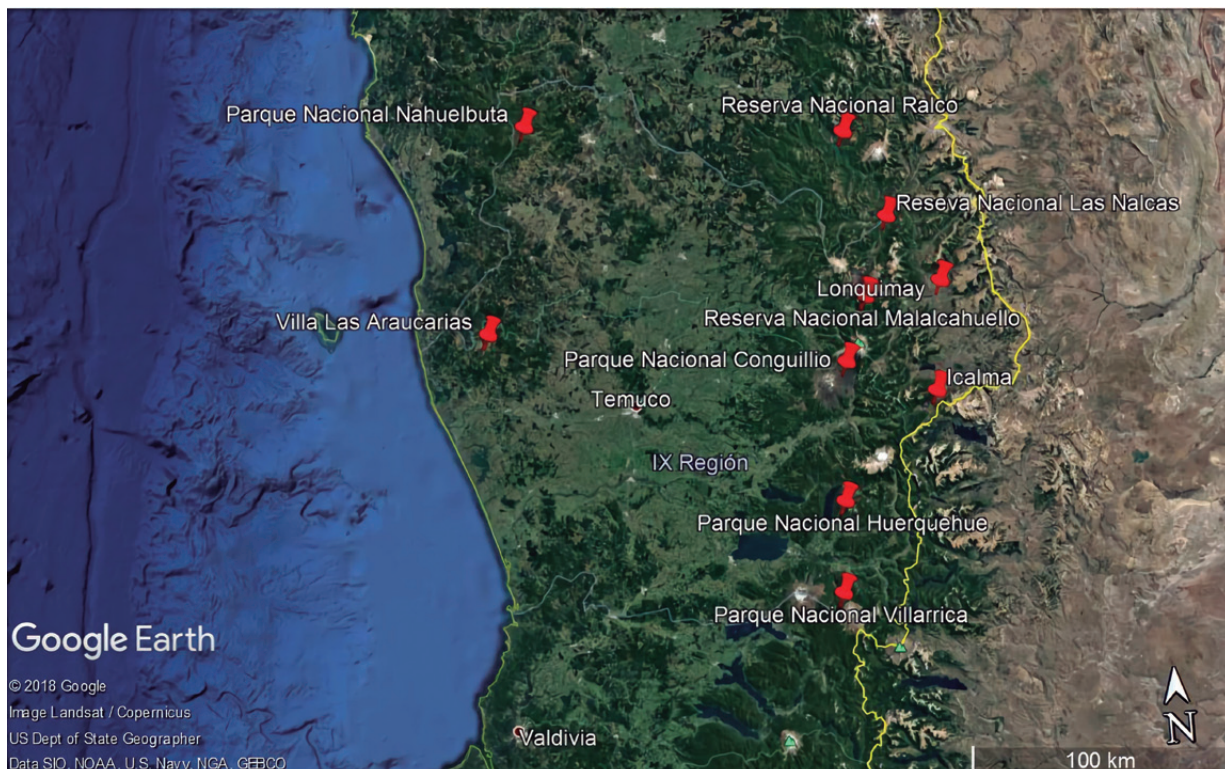 Parque Nacional Nahuelbuta
Reserva Nacional Ralco
Reseva Nacional Las Nalcas
Lonquimay
Villa Las Araucarias
Reserva Nacional Malalcahuello
Parque Nacional Conguillio
Icalma
Temuco
IX Región
Parque Nacional Huerquehue
Parque Nacional Villarrica
Google Earth
© 2018 Google
Image Landsat / Copernicus
US Dept of State Geographer
Data SIO, NOAA, U.S. Navy, NGA, GEBCO
Valdivia
N
100 km